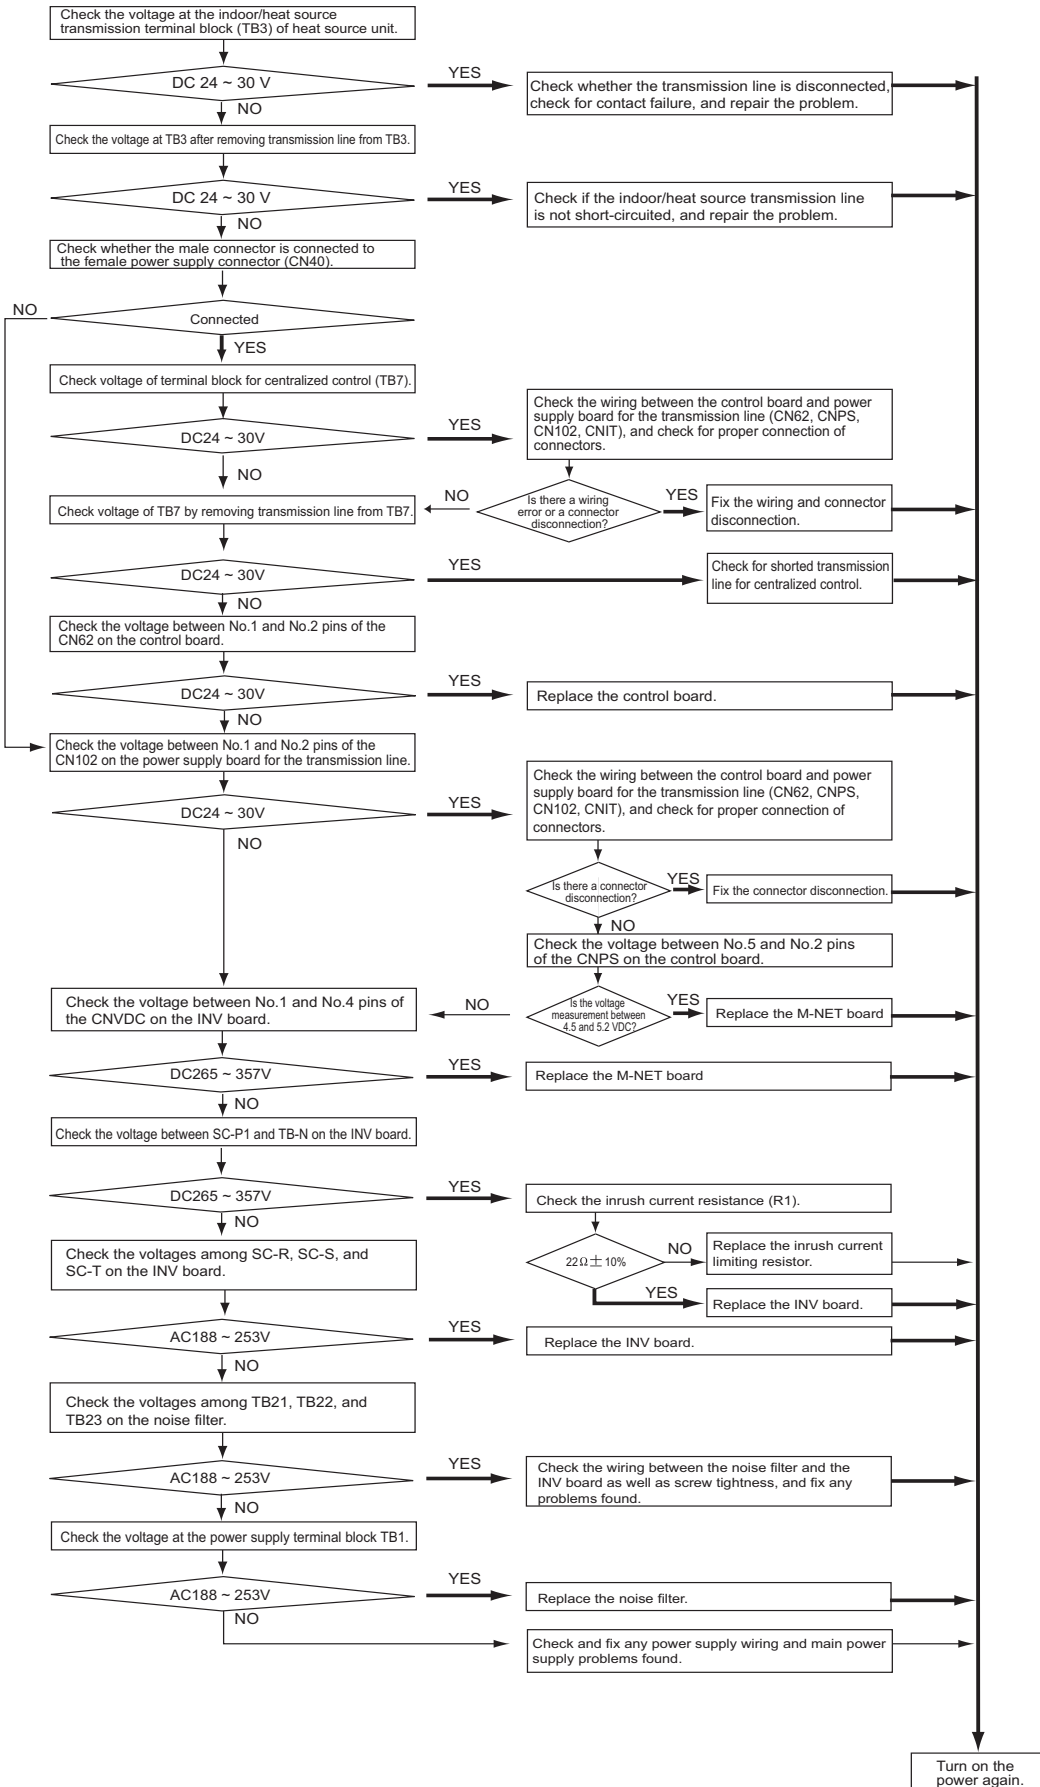 Check the voltage at the indoor/heat source
transmission terminal block (TB3) of heat source unit.
DC 24 ~ 30 V
YES
Check whether the transmission line is disconnected,
check for contact failure, and repair the problem.
NO
Check the voltage at TB3 after removing transmission line from TB3.
DC 24 ~ 30 V
YES
Check if the indoor/heat source transmission line
is not short-circuited, and repair the problem.
NO
Check whether the male connector is connected to
the female power supply connector (CN40).
NO
Connected
YES
Check voltage of terminal block for centralized control (TB7).
DC24 ~ 30V
YES
Check the wiring between the control board and power
supply board for the transmission line (CN62, CNPS,
CN102, CNIT), and check for proper connection of
connectors.
NO
Check voltage of TB7 by removing transmission line from TB7.
NO
Is there a wiring
error or a connector
disconnection?
YES
Fix the wiring and connector
disconnection.
DC24 ~ 30V
YES
Check for shorted transmission
line for centralized control.
NO
Check the voltage between No.1 and No.2 pins of the
CN62 on the control board.
DC24 ~ 30V
YES
Replace the control board.
NO
Check the voltage between No.1 and No.2 pins of the
CN102 on the power supply board for the transmission line.
DC24 ~ 30V
YES
Check the wiring between the control board and power
supply board for the transmission line (CN62, CNPS,
CN102, CNIT), and check for proper connection of
connectors.
NO
Is there a connector
disconnection?
YES
Fix the connector disconnection.
NO
Check the voltage between No.5 and No.2 pins
of the CNPS on the control board.
Check the voltage between No.1 and No.4 pins of
the CNVDC on the INV board.
NO
Is the voltage
measurement between
4.5 and 5.2 VDC?
YES
Replace the M-NET board
DC265 ~ 357V
YES
Replace the M-NET board
NO
Check the voltage between SC-P1 and TB-N on the INV board.
DC265 ~ 357V
YES
Check the inrush current resistance (R1).
NO
Check the voltages among SC-R, SC-S, and
SC-T on the INV board.
22Ω ± 10%
NO
Replace the inrush current
limiting resistor.
YES
Replace the INV board.
AC188 ~ 253V
YES
Replace the INV board.
NO
Check the voltages among TB21, TB22, and
TB23 on the noise filter.
AC188 ~ 253V
YES
Check the wiring between the noise filter and the
INV board as well as screw tightness, and fix any
problems found.
NO
Check the voltage at the power supply terminal block TB1.
AC188 ~ 253V
YES
Replace the noise filter.
NO
Check and fix any power supply wiring and main power
supply problems found.
Turn on the
power again.